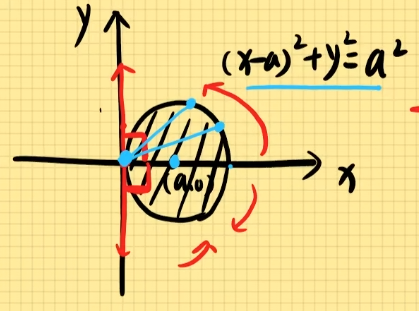 y
(x-a)²+y²=a²
(a,0)
x